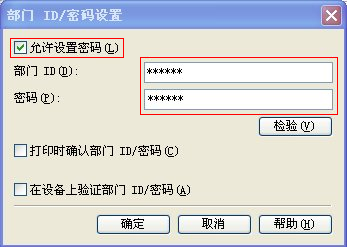 部门 ID/密码设置
允许设置密码(L)
部门 ID(D): ******
密码(P): ******
检验(V)
打印时确认部门 ID/密码(C)
在设备上验证部门 ID/密码(A)
确定 取消 帮助(H)